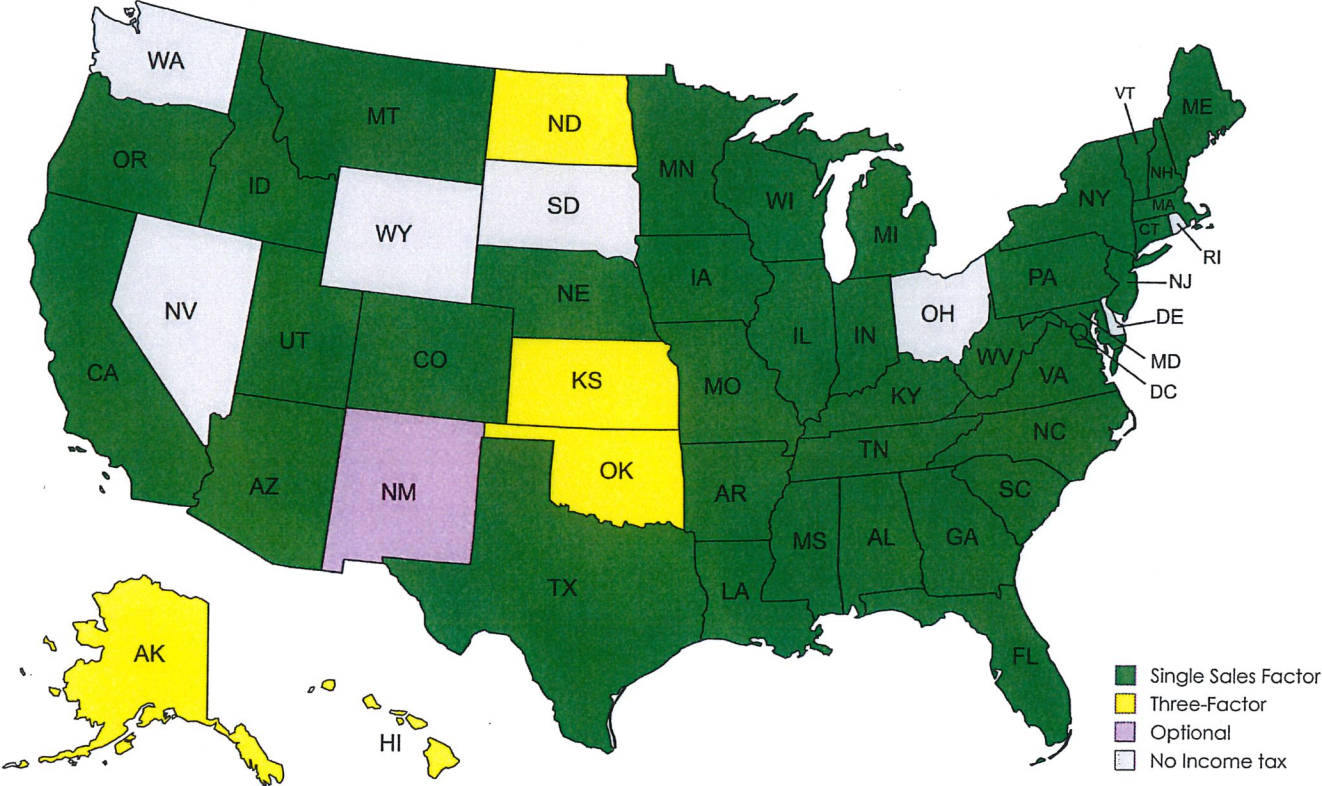 WA
MT
ND
VT
ME
OR
ID
MN
SD
WI
NH
NY
MA
WY
MI
CT
RI
NV
NE
IA
PA
NJ
UT
IL
IN
OH
DE
CO
CA
KS
MO
WV
VA
MD
DC
KY
NC
OK
TN
AZ
NM
AR
SC
MS
AL
GA
TX
LA
AK
FL
HI
Single Sales Factor
Three-Factor
Optional
No Income tax